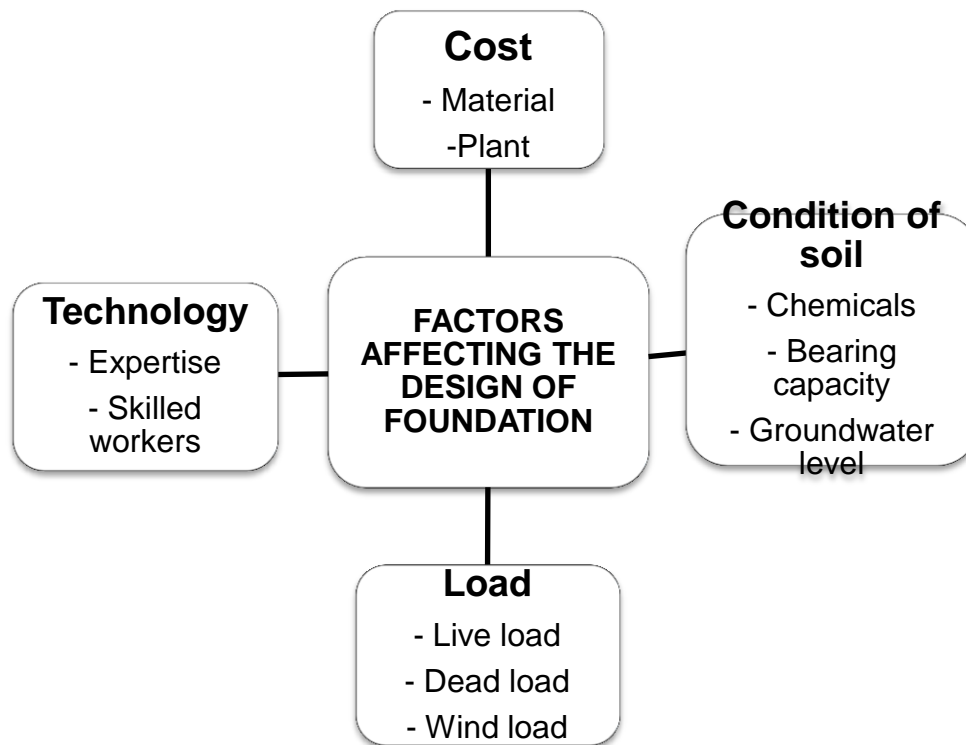 Cost
- Material
-Plant
Condition of
soil
- Chemicals
- Bearing
capacity
- Groundwater
level
Technology
- Expertise
- Skilled
workers
FACTORS
AFFECTING THE
DESIGN OF
FOUNDATION
Load
- Live load
- Dead load
- Wind load